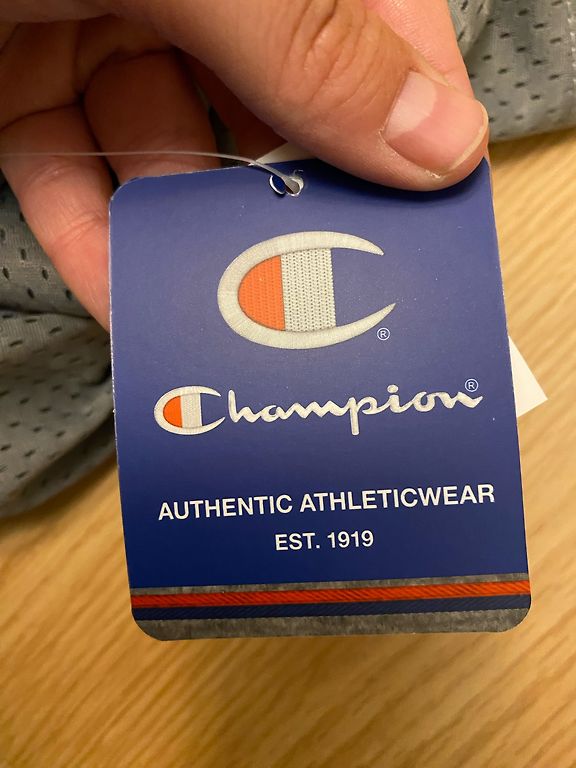 ®
Champion®
AUTHENTIC ATHLETICWEAR
EST. 1919